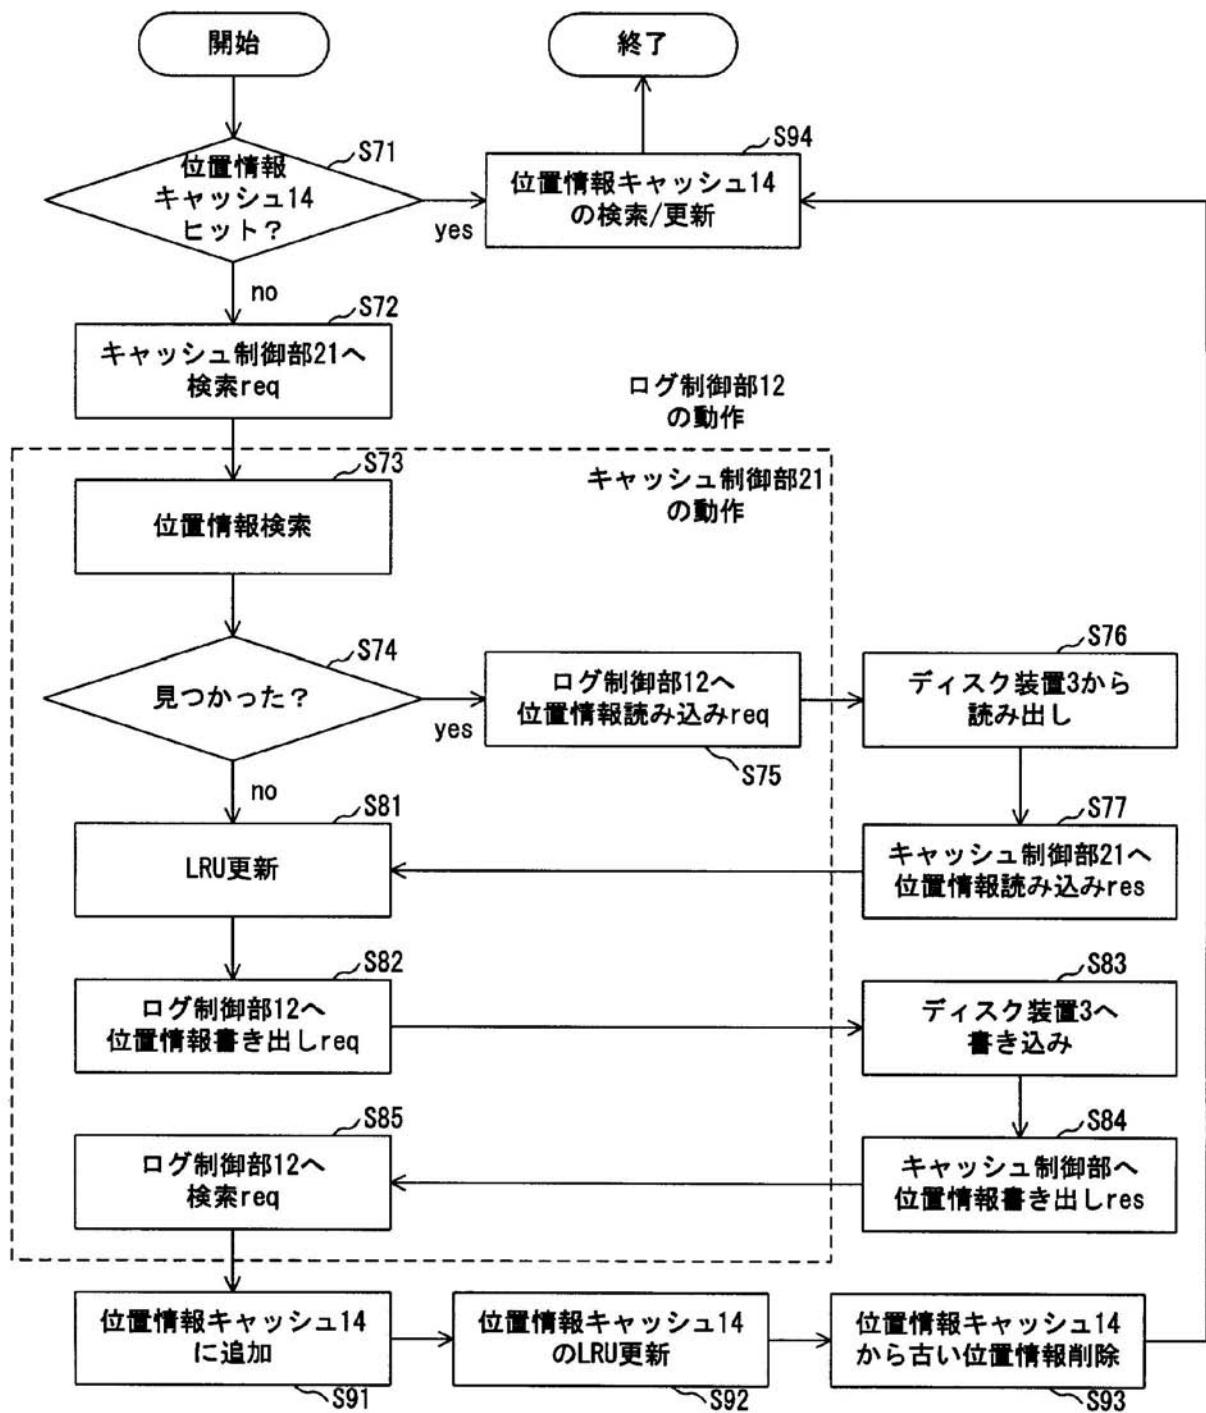 開始
終了
S71
位置情報
キャッシュ14
ヒット？
yes
no
S94
位置情報キャッシュ14
の検索/更新
S72
キャッシュ制御部21へ
検索req
ログ制御部12
の動作
S73
位置情報検索
キャッシュ制御部21
の動作
S74
見つかった？
yes
no
ログ制御部12へ
位置情報読み込みreq
S75
S76
ディスク装置3から
読み出し
S77
キャッシュ制御部21へ
位置情報読み込みres
S81
LRU更新
S82
ログ制御部12へ
位置情報書き出しreq
S83
ディスク装置3へ
書き込み
S84
キャッシュ制御部へ
位置情報書き出しres
S85
ログ制御部12へ
検索req
位置情報キャッシュ14
に追加
S91
位置情報キャッシュ14
のLRU更新
S92
位置情報キャッシュ14
から古い位置情報削除
S93